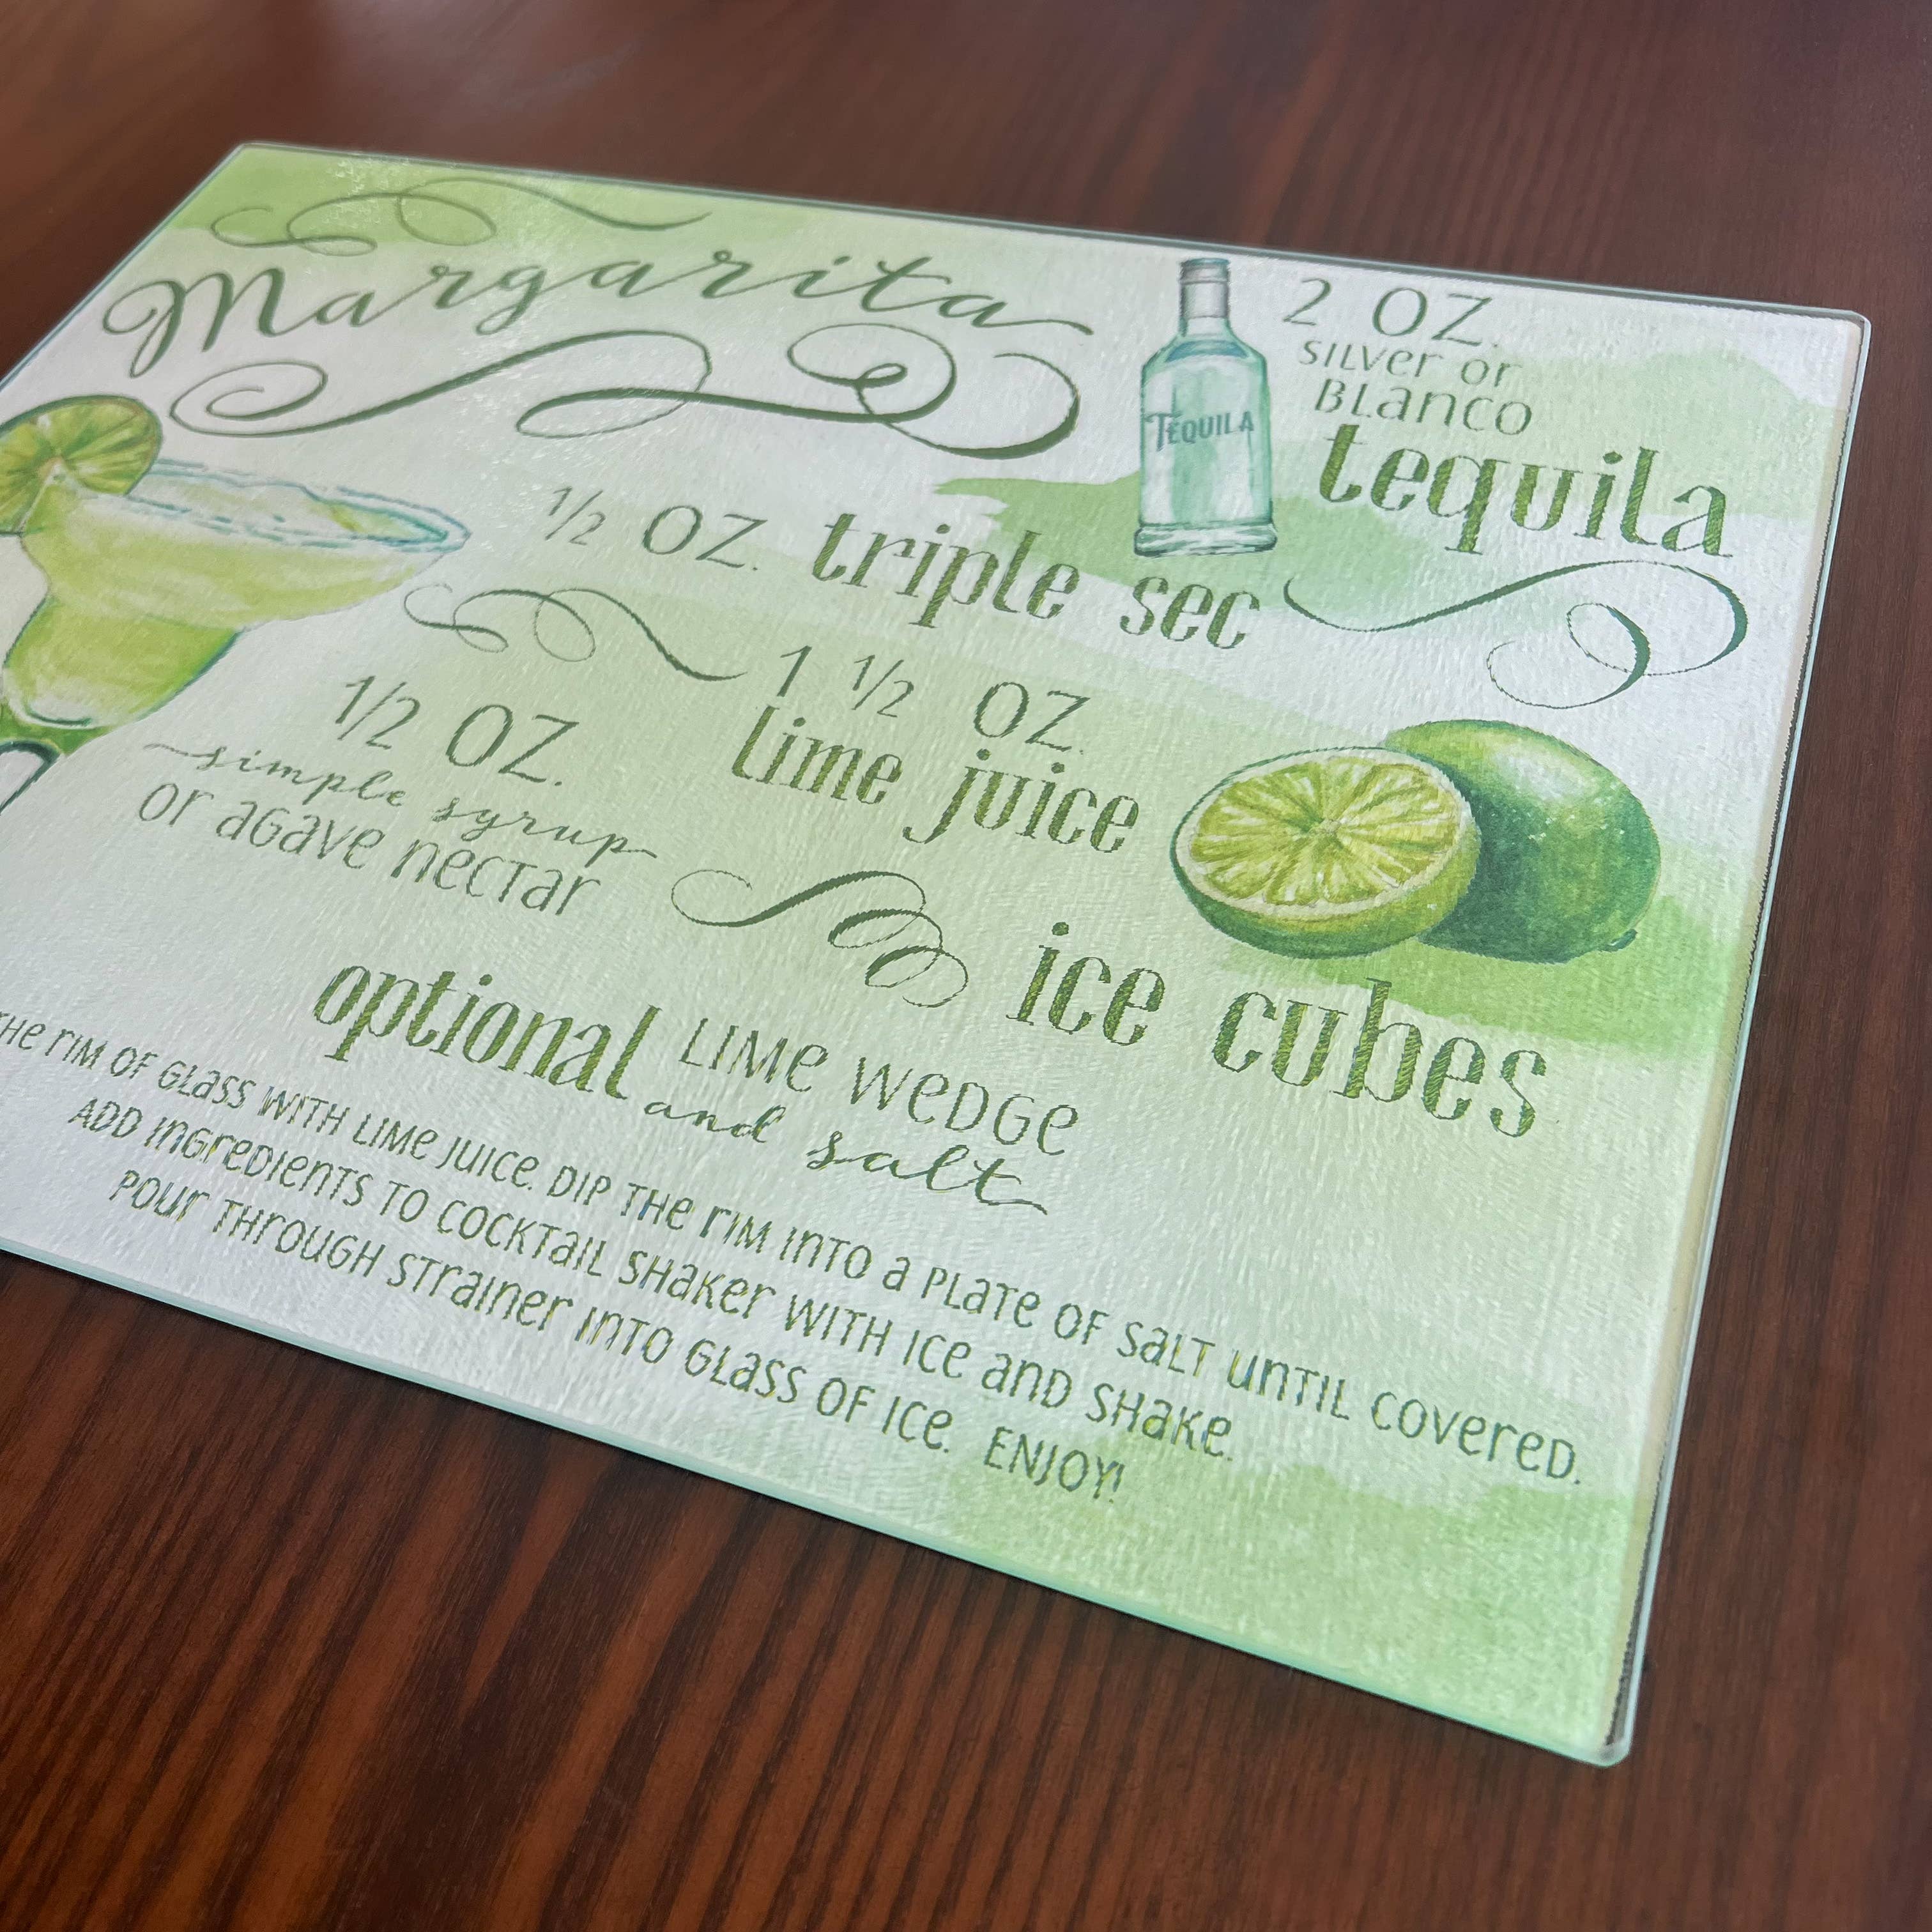 Margarita
TEQUILA
2 OZ.
SILVer or
BLanco
tequila
1/2 OZ. triple sec
1 1/2 OZ.
lime juice
1/2 OZ.
simple syrup
or aGave nectar
ice cubes
optional LIMe WeDGe
and salt
THe rIM OF GLaSS WITH LIMe JUICe. DIP THe rIM INTO a PLaTe OF SaLT UNTIL COVereD.
ADD InGreDIenTS TO COCKTaIL SHaKer WITH ICe anD SHaKe.
POUr THrOUGH STraIner InTO GLaSS OF ICe. ENJOY!